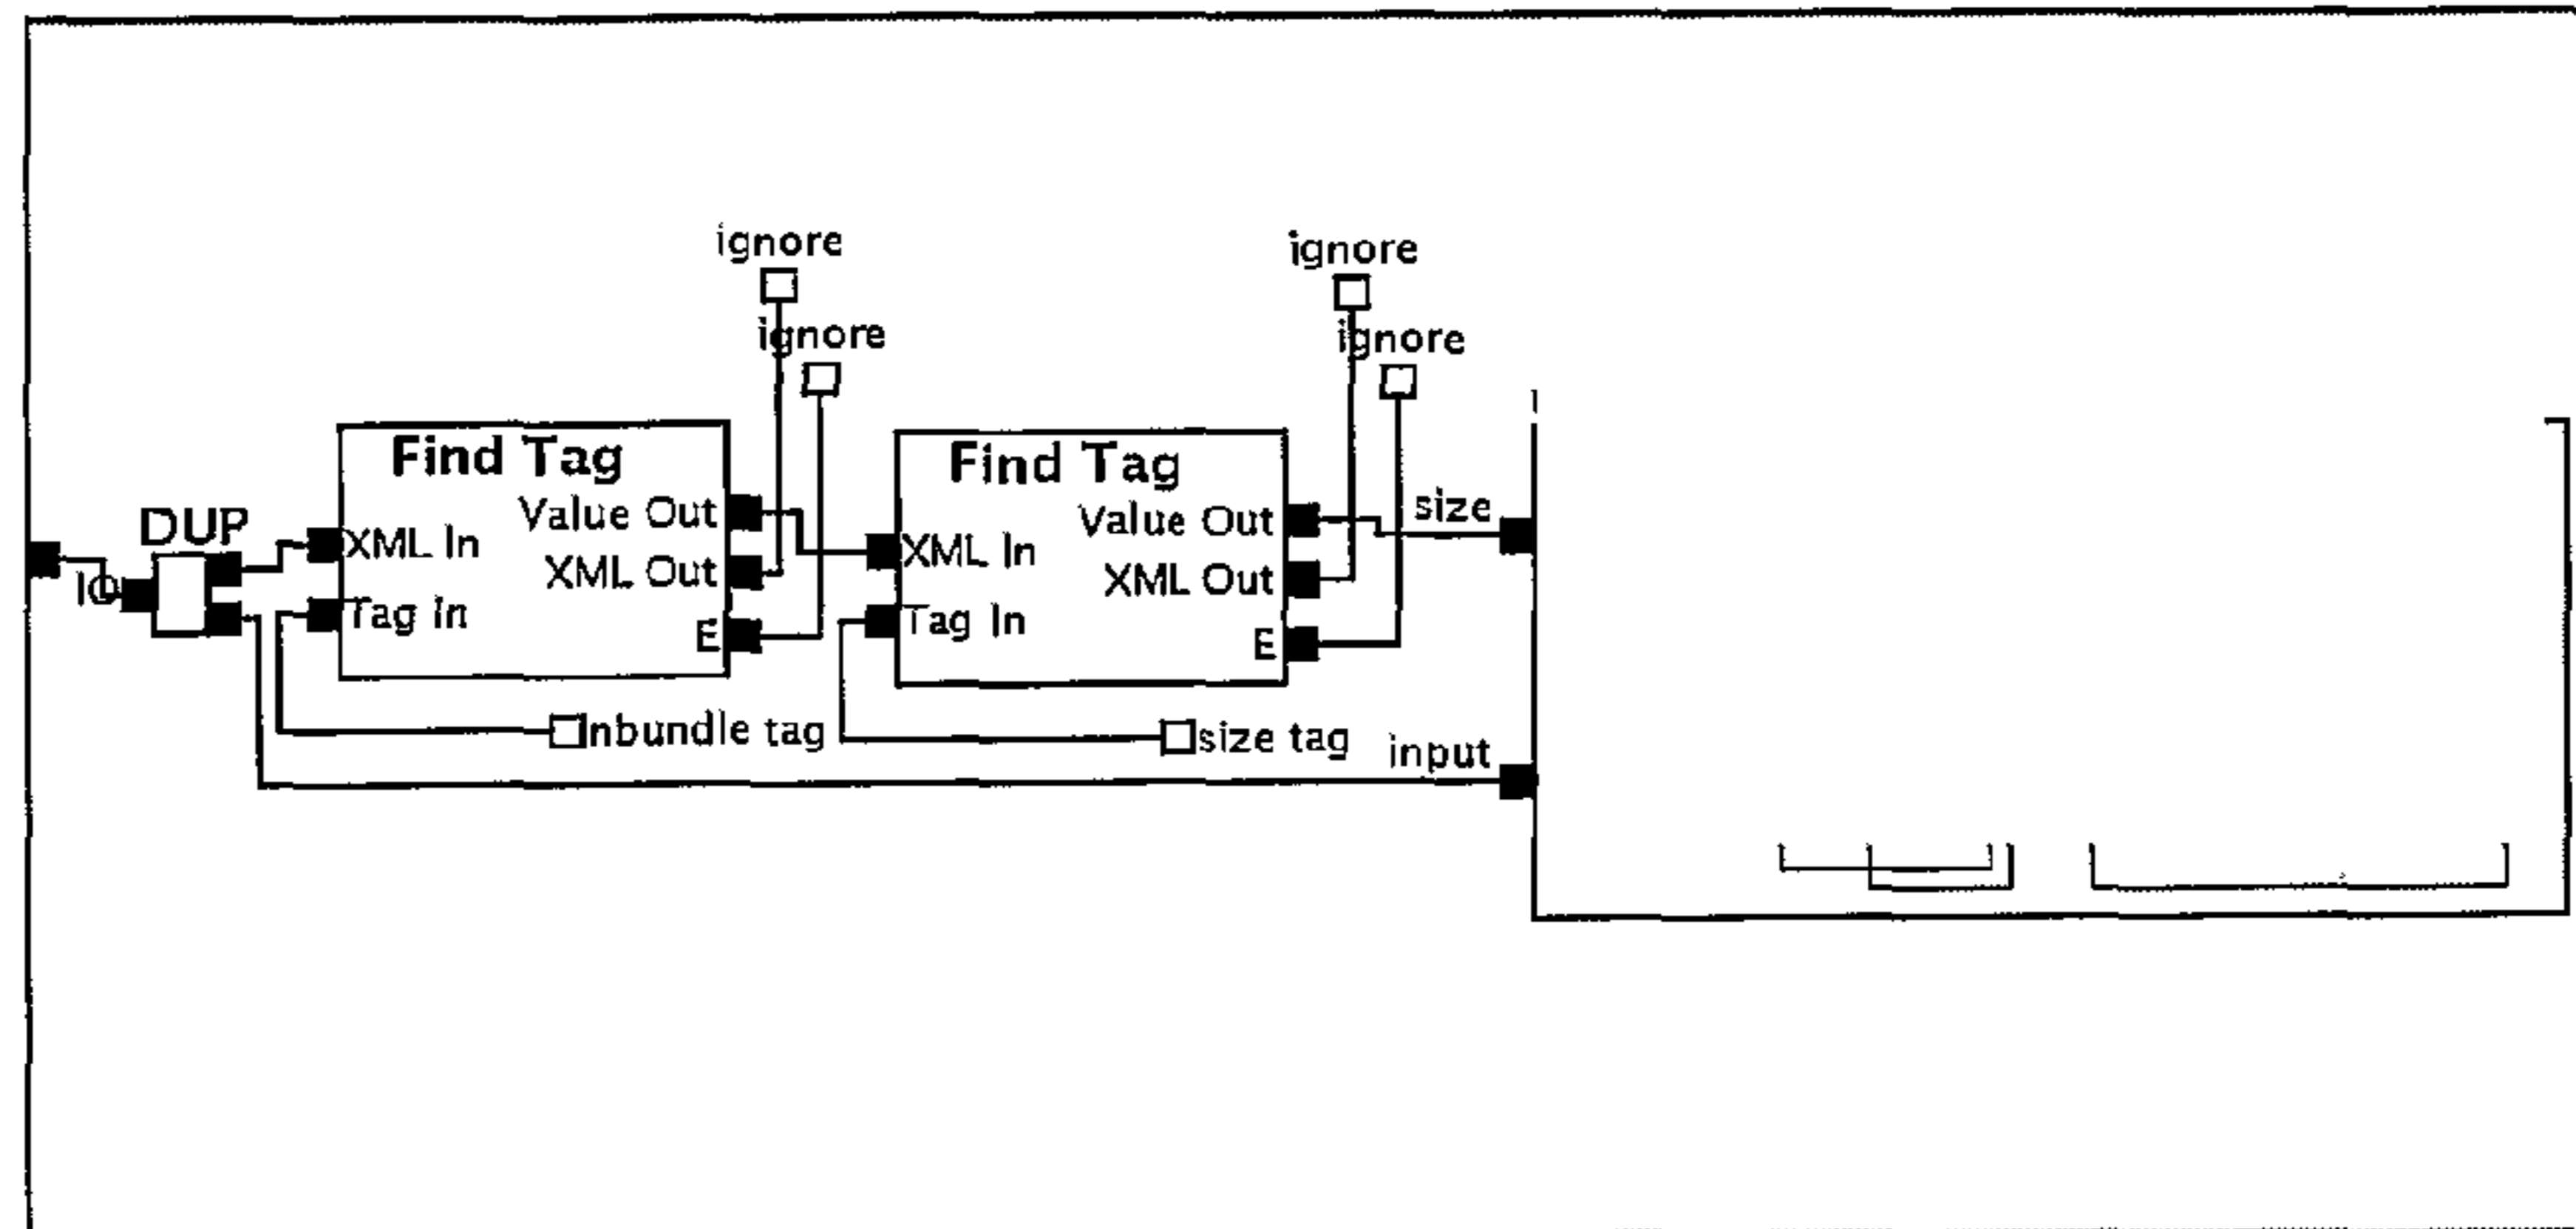 ignore
ignore
ignore
ignore
Find Tag
Find Tag
DUP
XML In
Value Out
XML In
Value Out
size
XML Out
XML Out
Tag In
Tag In
E
E
Inbundle tag
size tag
input